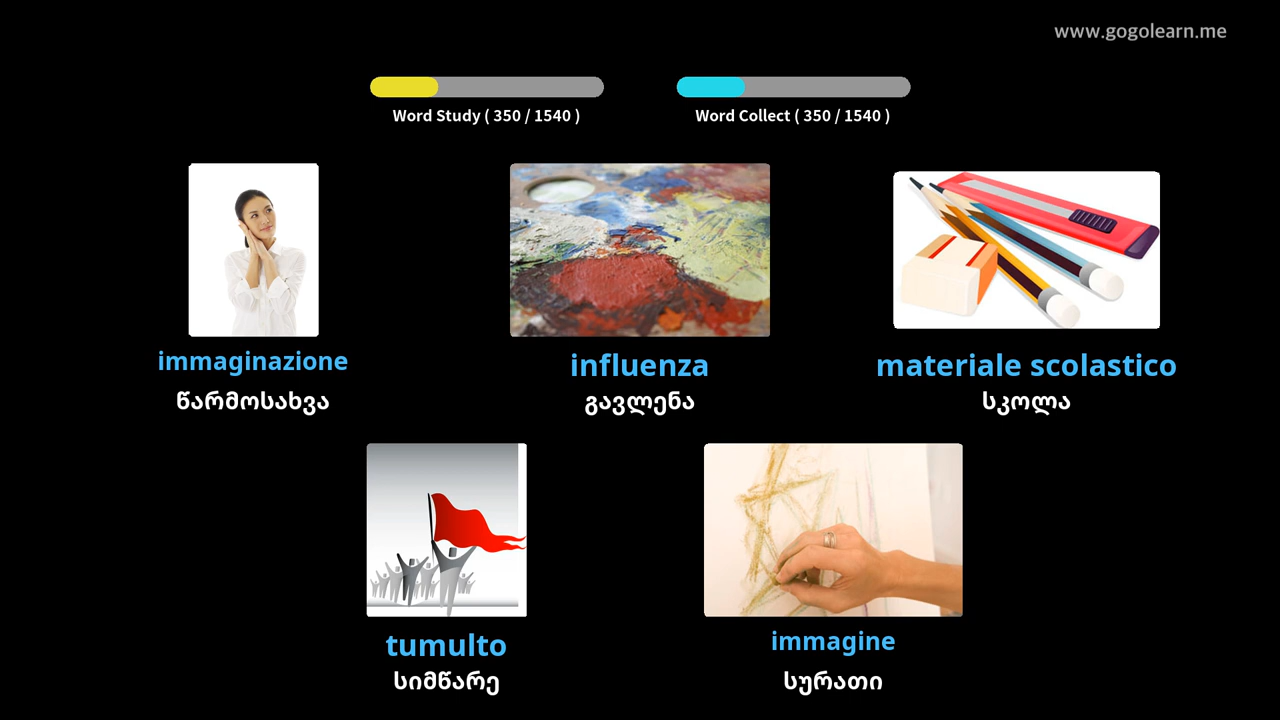 www.gogolearn.me
Word Study ( 350 / 1540 )
Word Collect ( 350 / 1540 )
immaginazione
წარმოსახვა
influenza
გავლენა
materiale scolastico
სკოლა
tumulto
სიმწარე
immagine
სურათი